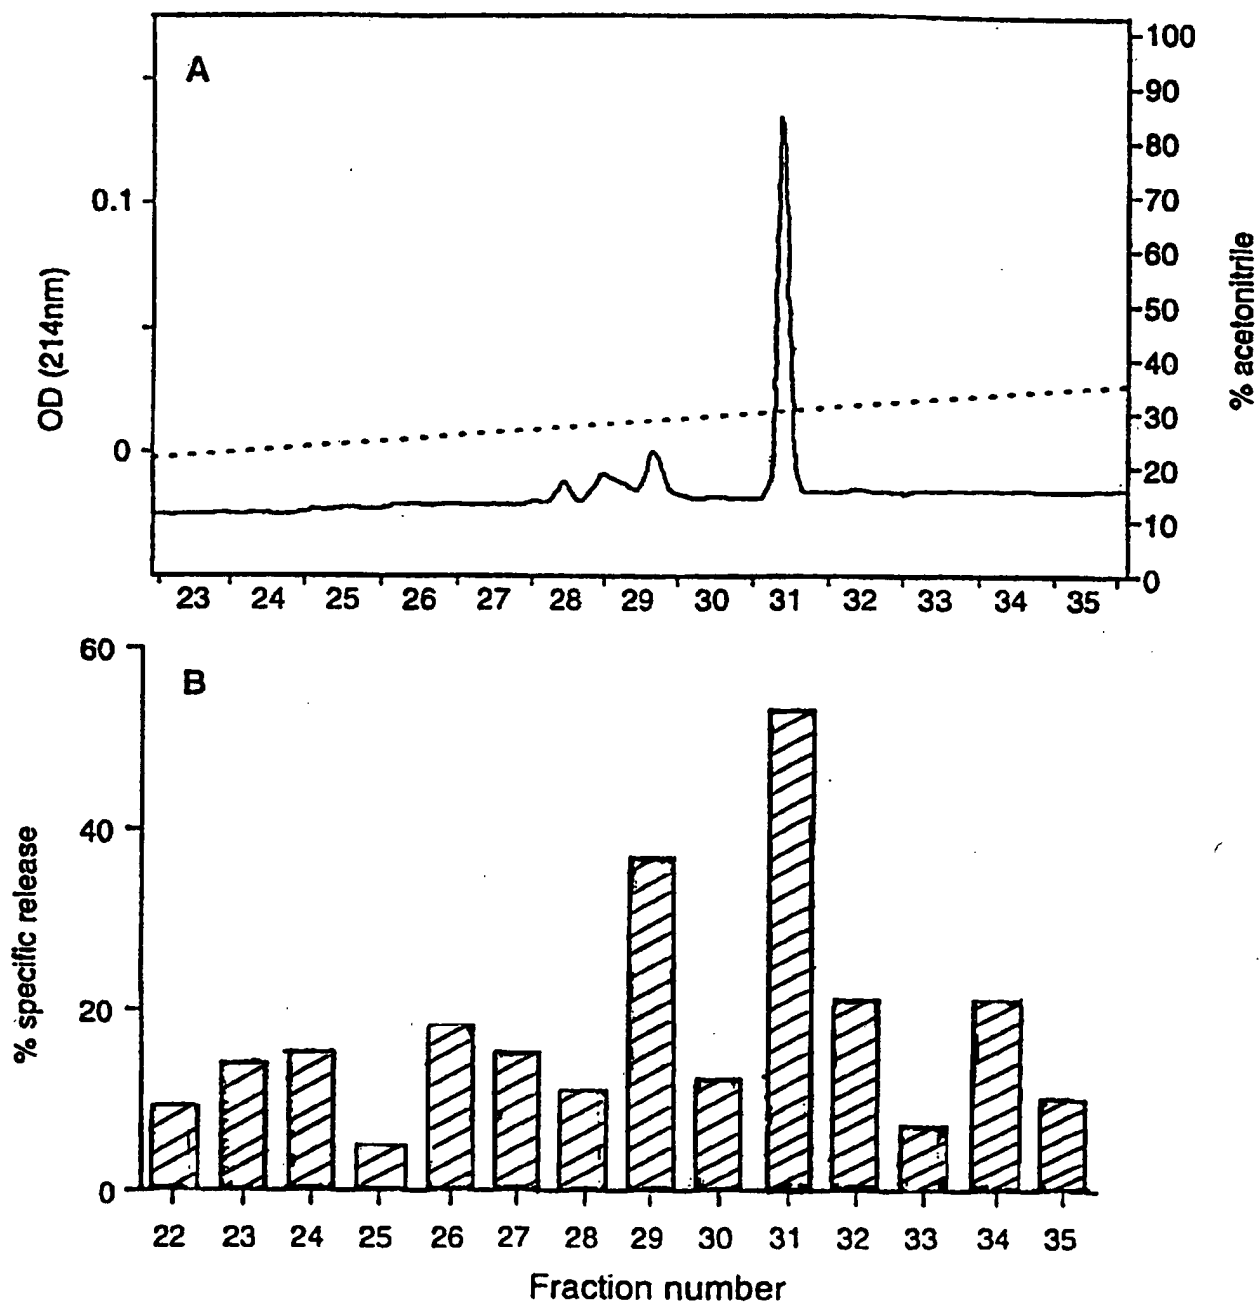 A
0.1
0
OD (214nm)
100
90
80
70
60
50
40
30
20
10
0
% acetonitrile
23 24 25 26 27 28 29 30 31 32 33 34 35
B
60
40
20
0
% specific release
22 23 24 25 26 27 28 29 30 31 32 33 34 35
Fraction number